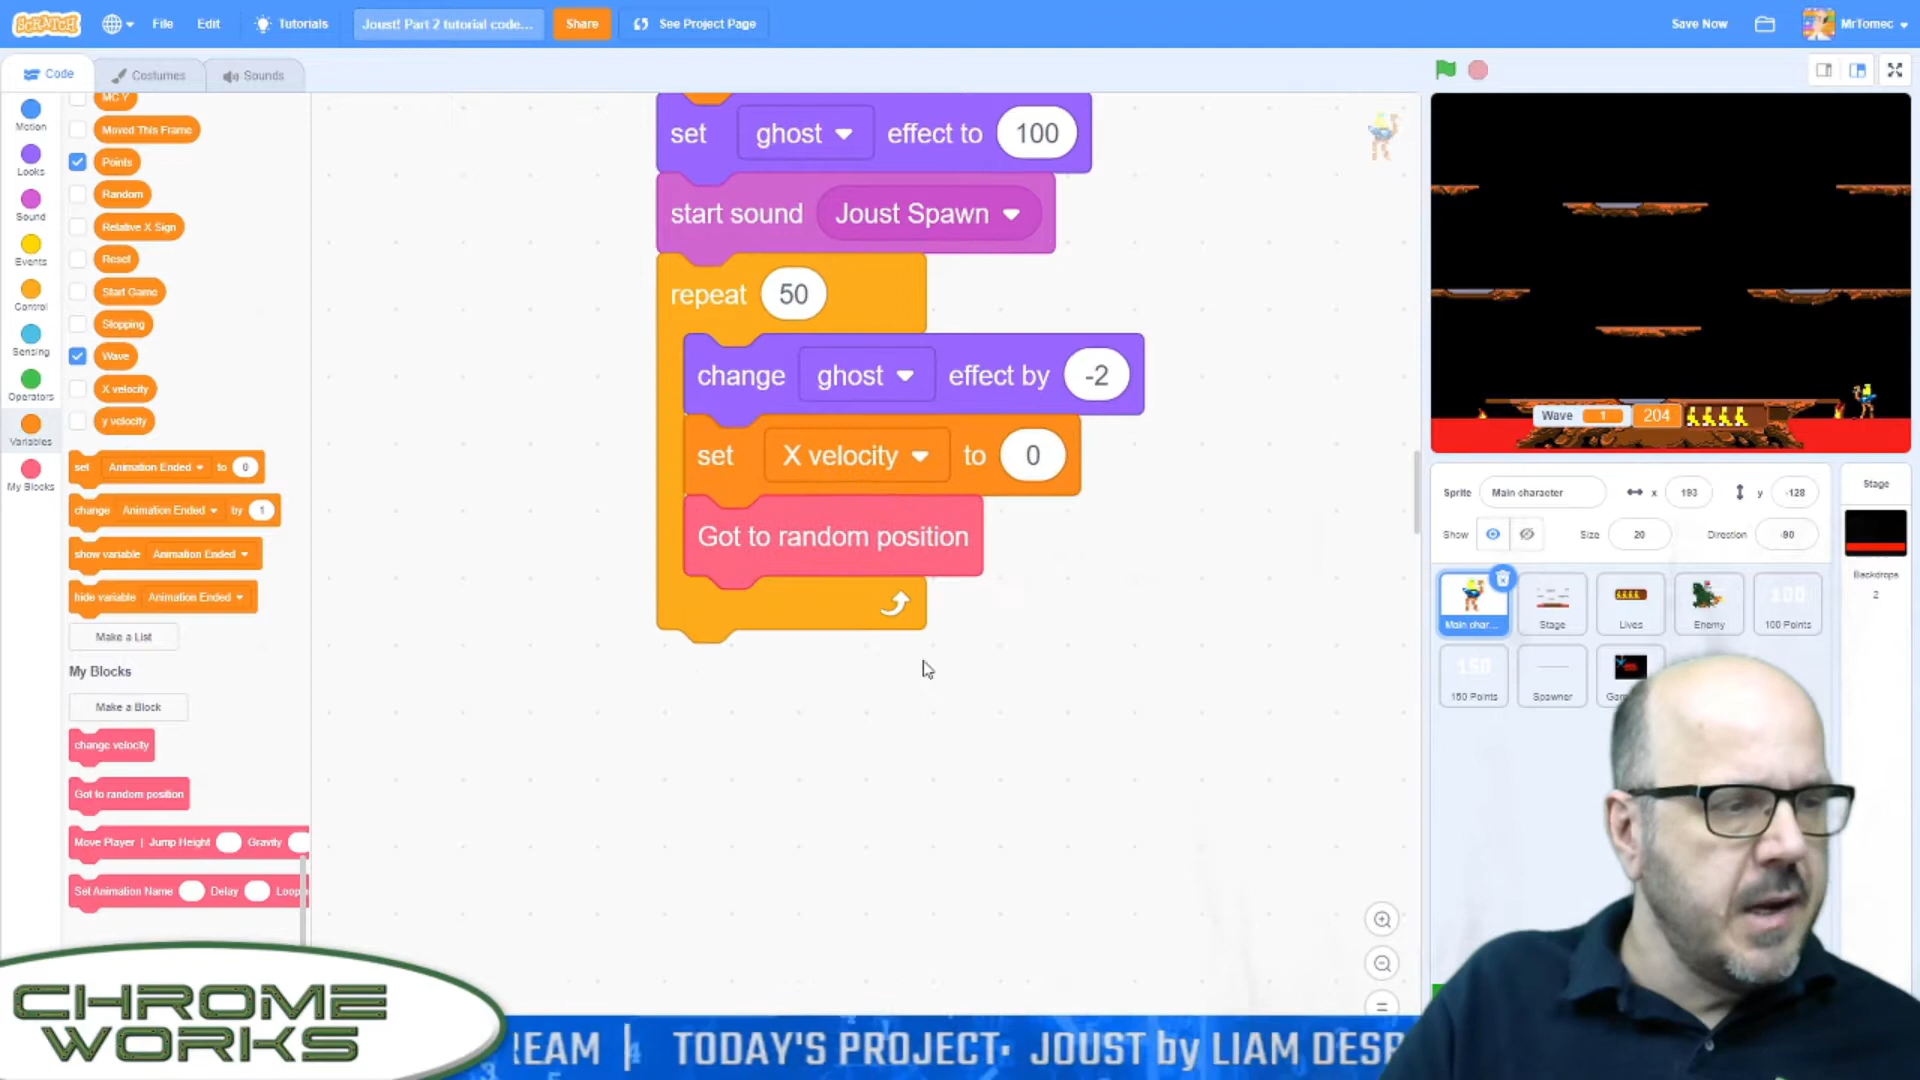 SCRATCH
File
Edit
Tutorials
Joust! Part 2 tutorial code...
Share
See Project Page
Save Now
MrTomec
Code
Costumes
Sounds
Motion
Looks
Sound
Events
Control
Sensing
Operators
Variables
My Blocks
MC Y
Moved This Frame
Points
Random
Relative X Sign
Reset
Start Game
Stopping
Wave
X velocity
y velocity
set Animation Ended to 0
change Animation Ended by 1
show variable Animation Ended
hide variable Animation Ended
Make a List
My Blocks
Make a Block
change velocity
Got to random position
Move Player | Jump Height Gravity
Set Animation Name Delay Loop
set ghost effect to 100
start sound Joust Spawn
repeat 50
change ghost effect by -2
set X velocity to 0
Got to random position
Wave 1 204
Sprite Main character x 193 y -128
Show Size 20 Direction -90
Stage
Backdrops
2
100
Main char...
Stage
Lives
Enemy
100 Points
150
150 Points
Spawner
CHROME
WORKS
REAM | TODAY'S PROJECT: JOUST by LIAM DESP